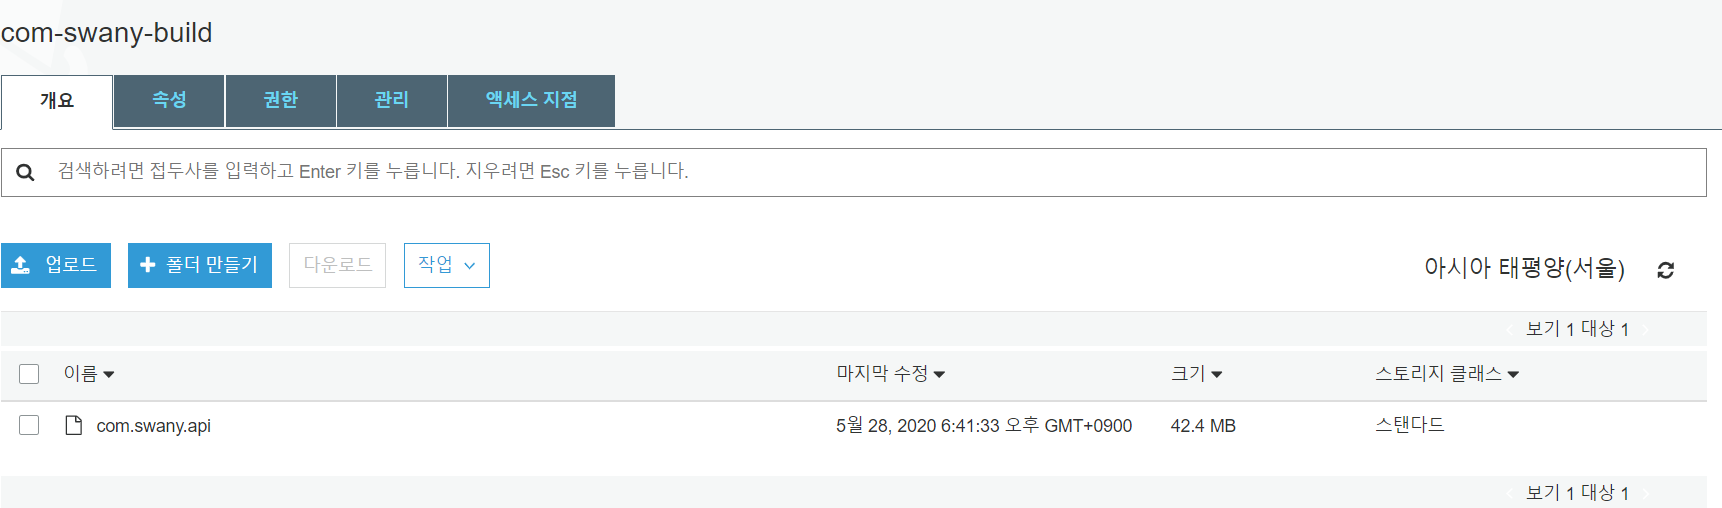 com-swany-build
개요 속성 권한 관리 액세스 지점
검색하려면 접두사를 입력하고 Enter 키를 누릅니다. 지우려면 Esc 키를 누릅니다.
업로드 폴더 만들기 다운로드 작업 아시아 태평양(서울)
보기 1 대상 1
이름 마지막 수정 크기 스토리지 클래스
com.swany.api 5월 28, 2020 6:41:33 오후 GMT+0900 42.4 MB 스탠다드
보기 1 대상 1